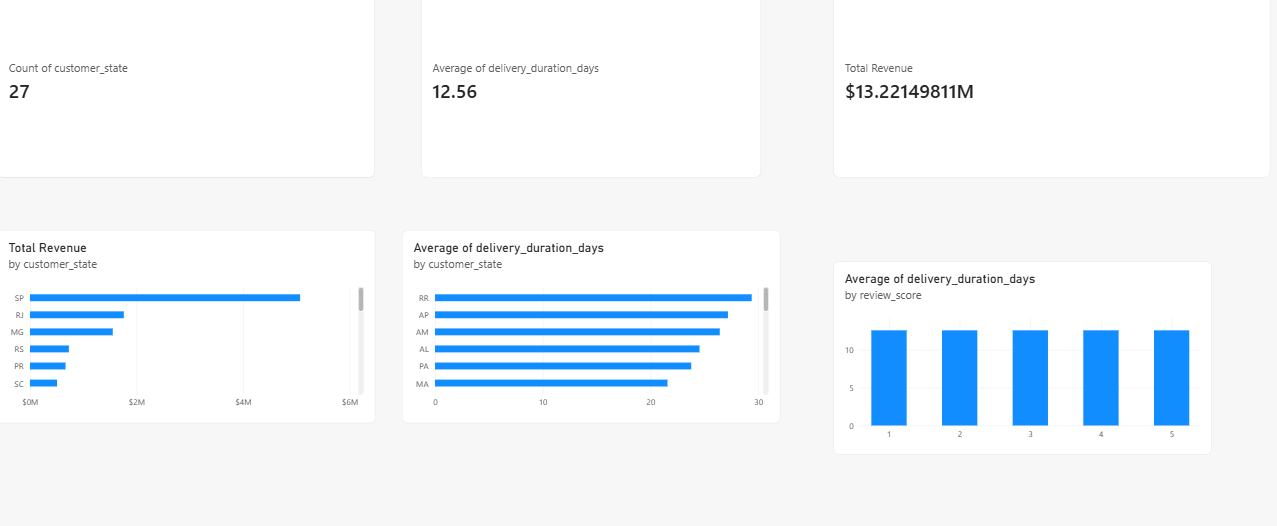 Count of customer_state
27
Average of delivery_duration_days
12.56
Total Revenue
$13.22149811M
Total Revenue
by customer_state
SP
RJ
MG
RS
PR
SC
$0M $2M $4M $6M
Average of delivery_duration_days
by customer_state
RR
AP
AM
AL
PA
MA
0 10 20 30
Average of delivery_duration_days
by review_score
10
5
0
1 2 3 4 5